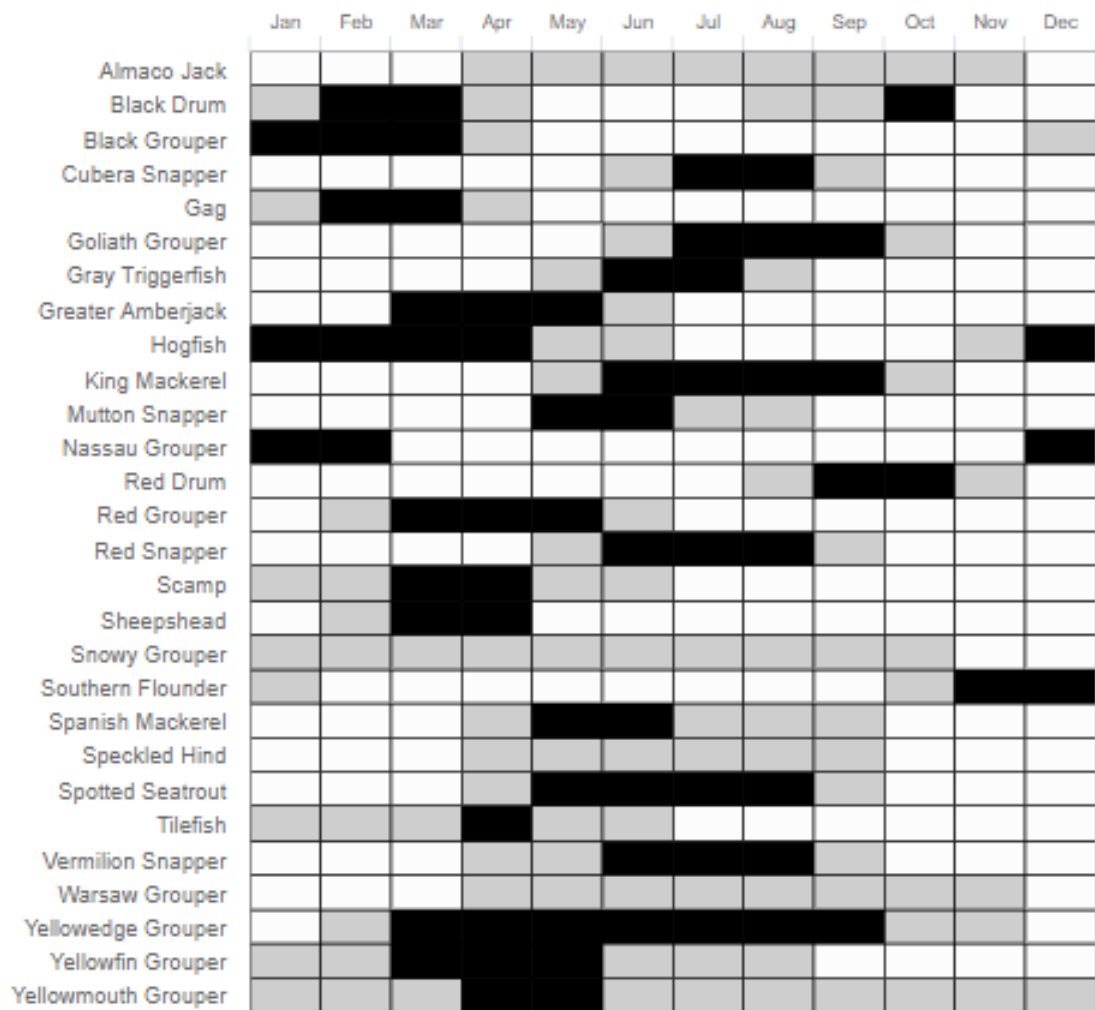 Jan Feb Mar Apr May Jun Jul Aug Sep Oct Nov Dec
Almaco Jack
Black Drum
Black Grouper
Cubera Snapper
Gag
Goliath Grouper
Gray Triggerfish
Greater Amberjack
Hogfish
King Mackerel
Mutton Snapper
Nassau Grouper
Red Drum
Red Grouper
Red Snapper
Scamp
Sheepshead
Snowy Grouper
Southern Flounder
Spanish Mackerel
Speckled Hind
Spotted Seatrout
Tilefish
Vermilion Snapper
Warsaw Grouper
Yellowedge Grouper
Yellowfin Grouper
Yellowmouth Grouper